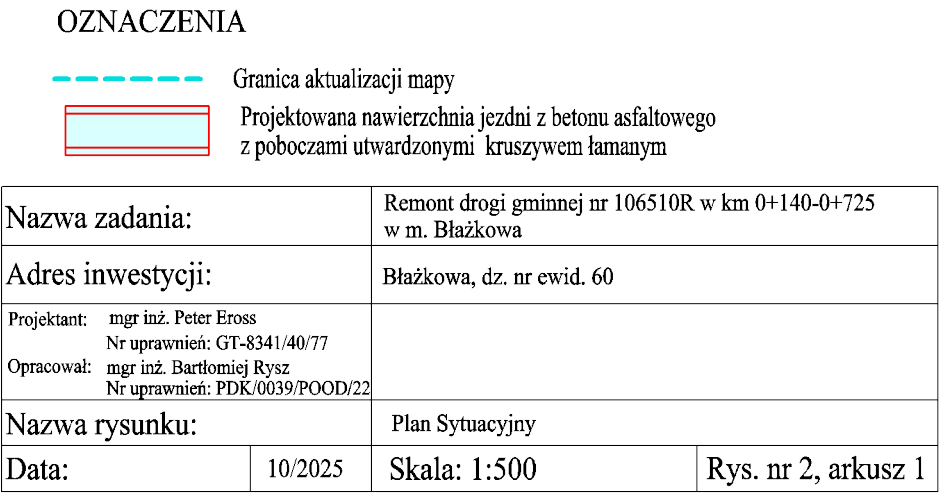 OZNACZENIA
Granica aktualizacji mapy
Projektowana nawierzchnia jezdni z betonu asfaltowego
z poboczami utwardzonymi kruszywem łamanym
Nazwa zadania:
Remont drogi gminnej nr 106510R w km 0+140-0+725
w m. Błażkowa
Adres inwestycji:
Błażkowa, dz. nr ewid. 60
Projektant: mgr inż. Peter Eross
Nr uprawnień: GT-8341/40/77
Opracował: mgr inż. Bartłomiej Rysz
Nr uprawnień: PDK/0039/POOD/22
Nazwa rysunku:
Plan Sytuacyjny
Data:
10/2025
Skala: 1:500
Rys. nr 2, arkusz 1